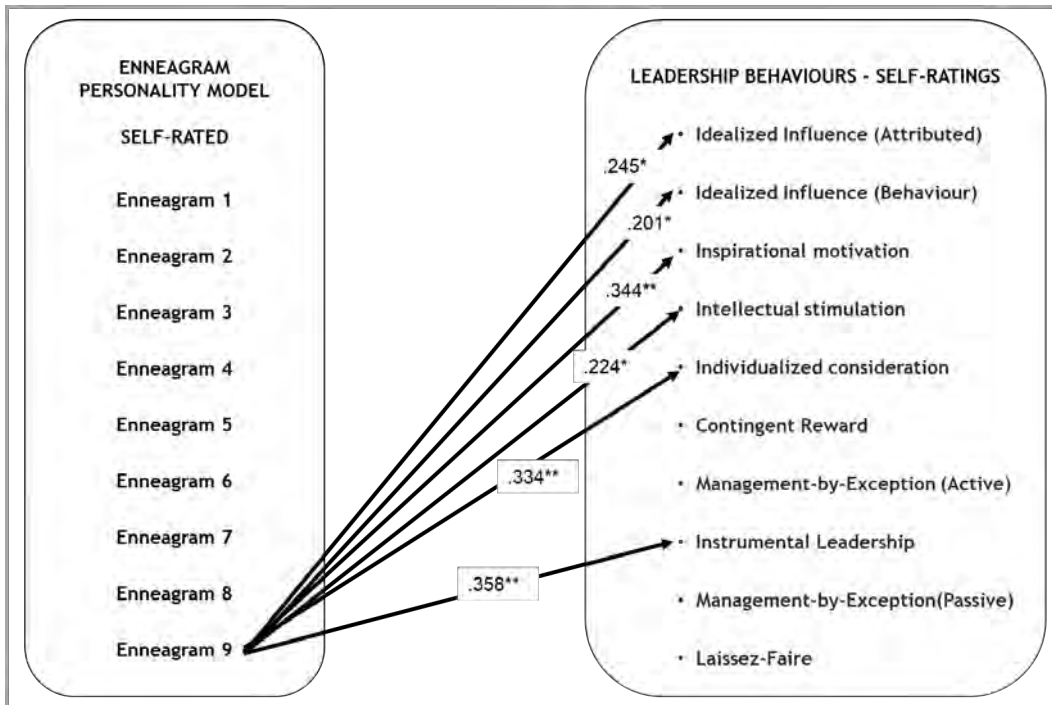 ENNEAGRAM
PERSONALITY MODEL
SELF-RATED
Enneagram 1
Enneagram 2
Enneagram 3
Enneagram 4
Enneagram 5
Enneagram 6
Enneagram 7
Enneagram 8
Enneagram 9
.245*
.201*
.344**
.224*
.334**
.358**
LEADERSHIP BEHAVIOURS - SELF-RATINGS
· Idealized Influence (Attributed)
· Idealized Influence (Behaviour)
· Inspirational motivation
· Intellectual stimulation
· Individualized consideration
· Contingent Reward
· Management-by-Exception (Active)
· Instrumental Leadership
· Management-by-Exception(Passive)
· Laissez-Faire